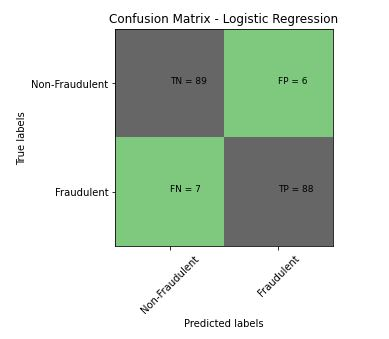 Confusion Matrix - Logistic Regression
Non-Fraudulent
TN = 89
FP = 6
True labels
Fraudulent
FN = 7
TP = 88
Non-Fraudulent
Fraudulent
Predicted labels